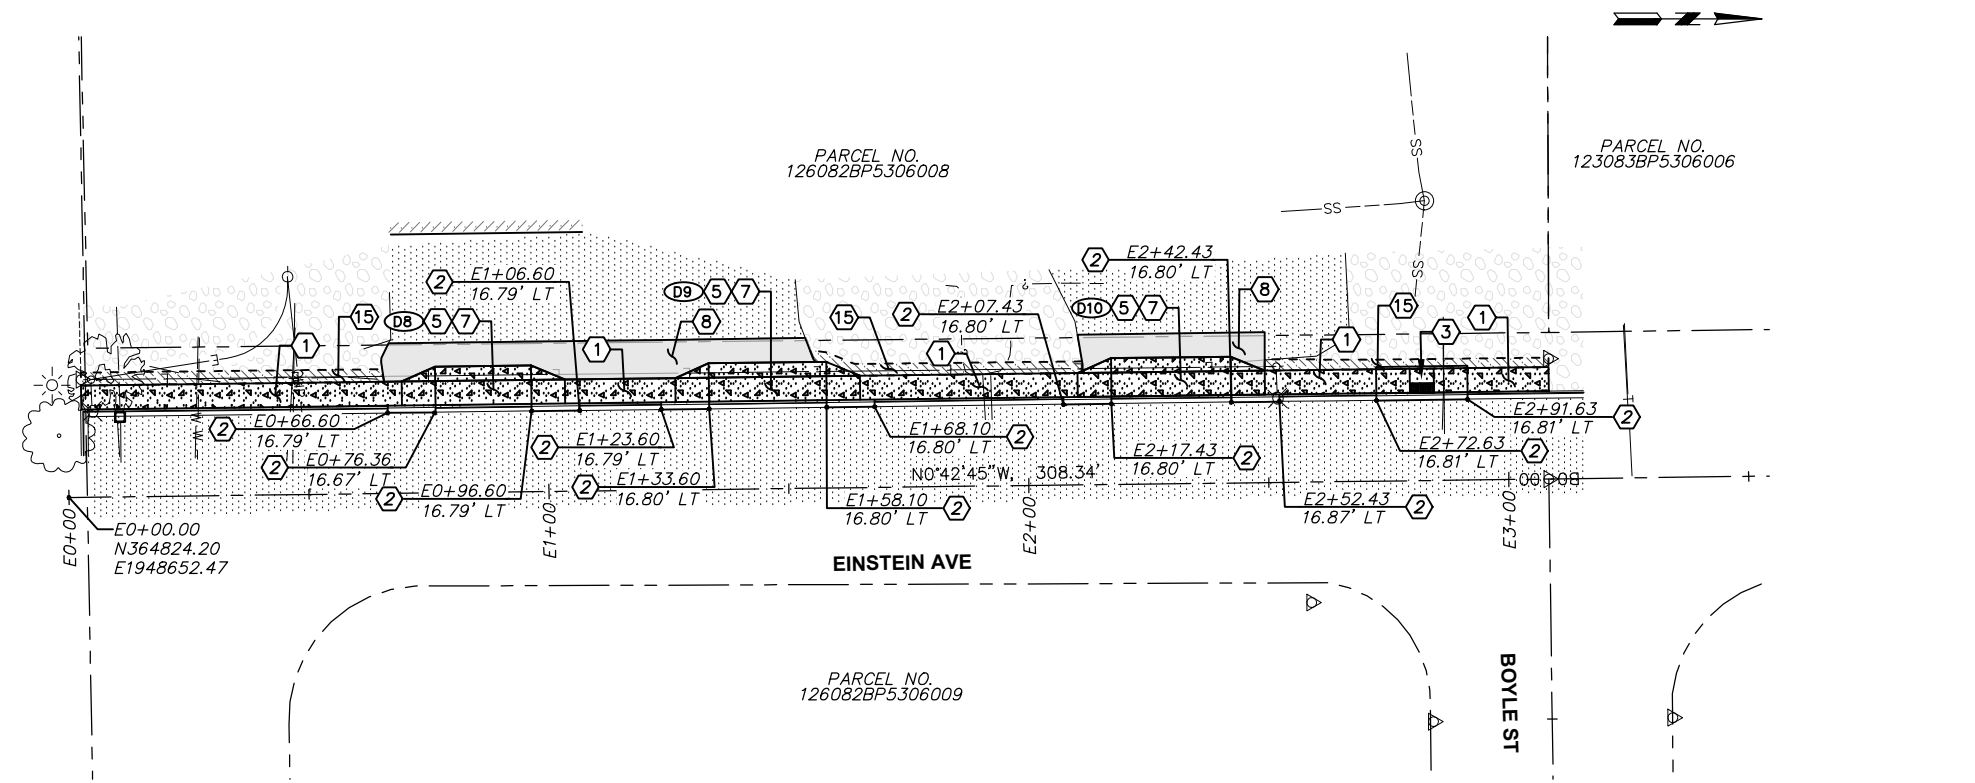 PARCEL NO.
126082BP5306008
PARCEL NO.
123083BP5306006
SS
SS
SS
SS
2
E1+06.60
16.79' LT
D9
5
7
2
E2+42.43
16.80' LT
8
15
D8
5
7
8
15
2
E2+07.43
16.80' LT
?
D10
5
7
15
1
3
1
1
1
1
E
W
W
2
E0+66.60
16.79' LT
2
E0+76.36
16.67' LT
2
E0+96.60
16.79' LT
2
E1+23.60
16.79' LT
2
E1+33.60
16.80' LT
E1+68.10
16.80' LT
2
E1+58.10
16.80' LT
2
E2+17.43
16.80' LT
2
E2+52.43
16.87' LT
2
E2+72.63
16.81' LT
2
E2+91.63
16.81' LT
2
N0°42'45"W, 308.34'
E0+00
E1+00
E2+00
E3+00
E0+00.00
N364824.20
E1948652.47
EINSTEIN AVE
BOYLE ST
PARCEL NO.
126082BP5306009